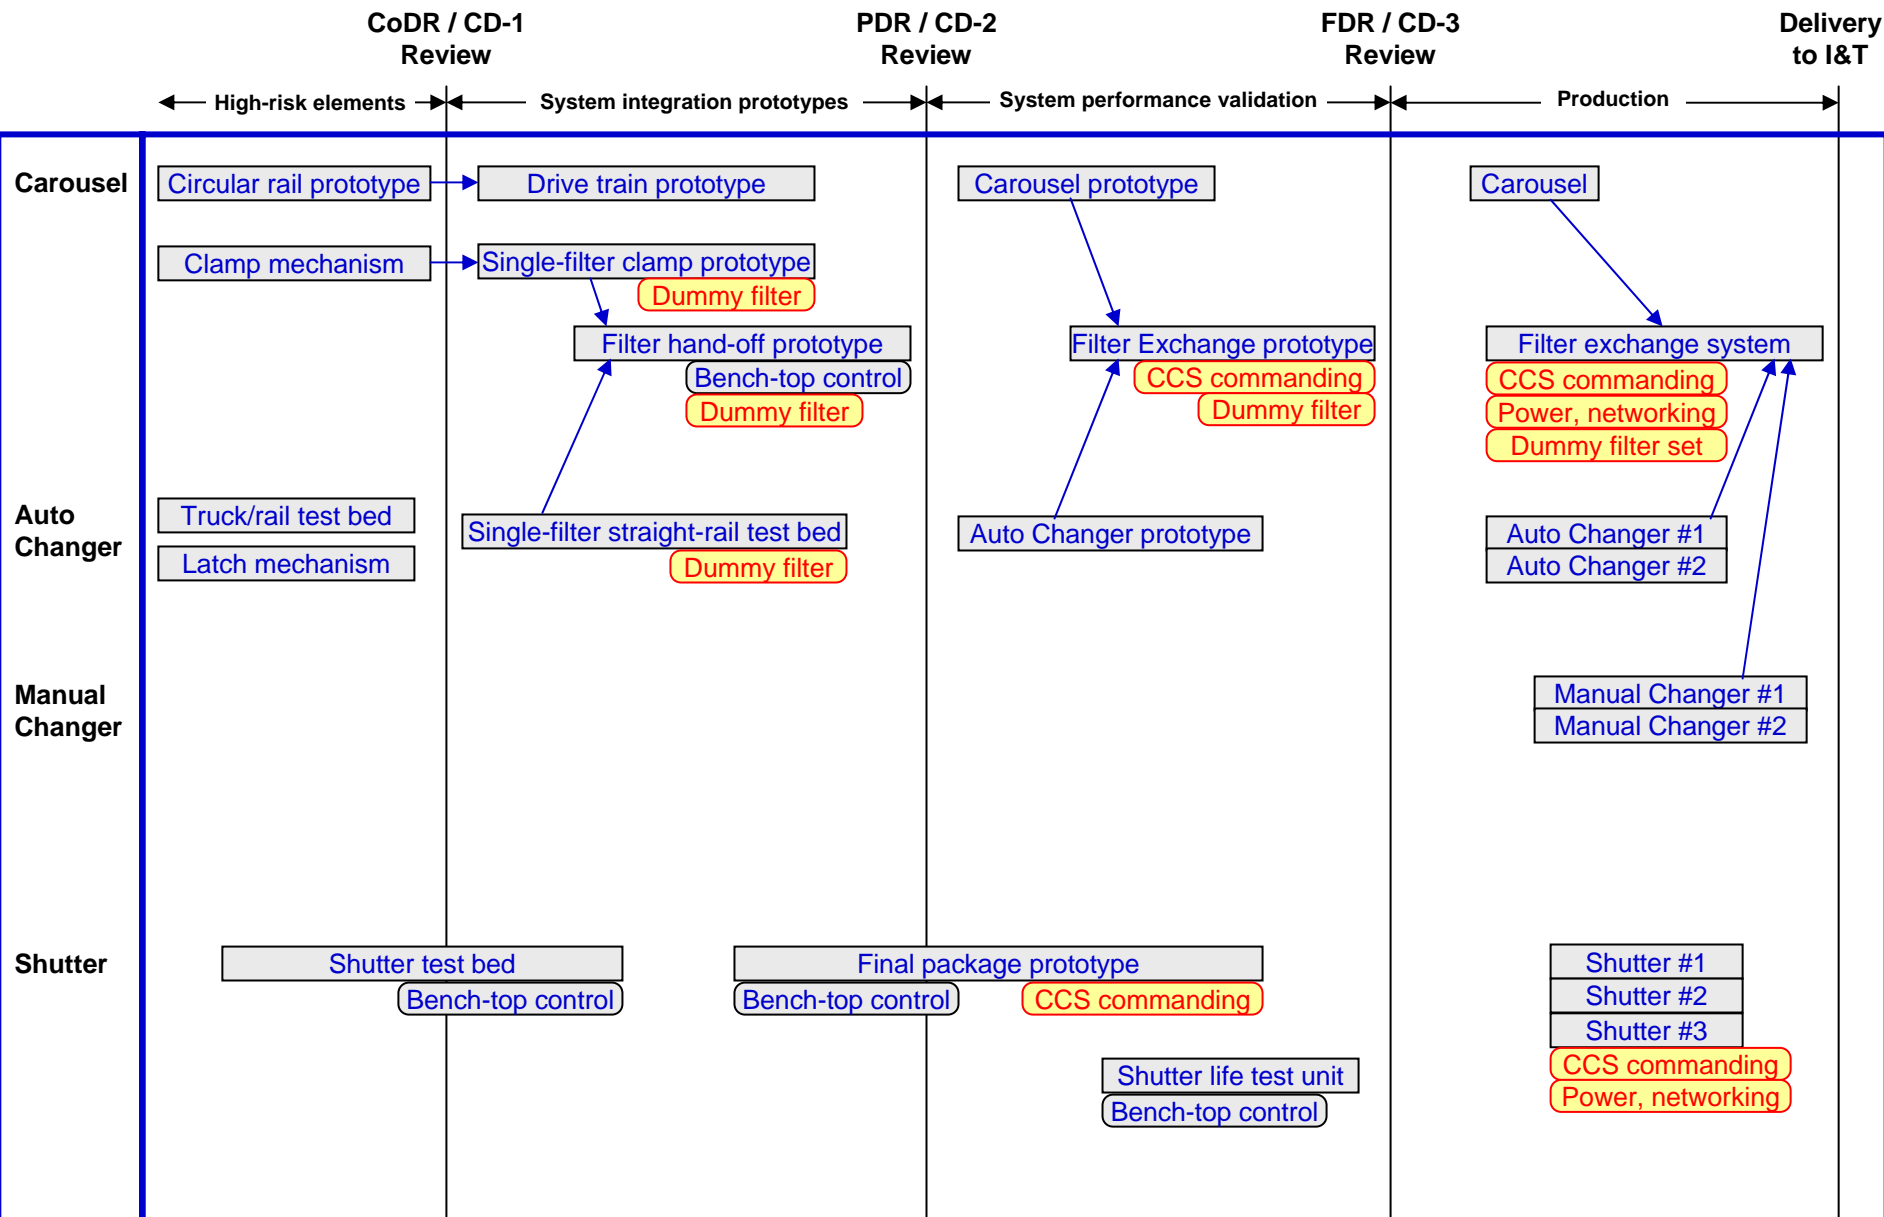 CoDR / CD-1
Review
PDR / CD-2
Review
FDR / CD-3
Review
Delivery
to I&T
High-risk elements
System integration prototypes
System performance validation
Production
Carousel
Circular rail prototype
Drive train prototype
Carousel prototype
Carousel
Clamp mechanism
Single-filter clamp prototype
Dummy filter
Filter hand-off prototype
Bench-top control
Dummy filter
Filter Exchange prototype
CCS commanding
Dummy filter
Filter exchange system
CCS commanding
Power, networking
Dummy filter set
Auto
Changer
Truck/rail test bed
Latch mechanism
Single-filter straight-rail test bed
Dummy filter
Auto Changer prototype
Auto Changer #1
Auto Changer #2
Manual
Changer
Manual Changer #1
Manual Changer #2
Shutter
Shutter test bed
Bench-top control
Final package prototype
Bench-top control
CCS commanding
Shutter life test unit
Bench-top control
Shutter #1
Shutter #2
Shutter #3
CCS commanding
Power, networking